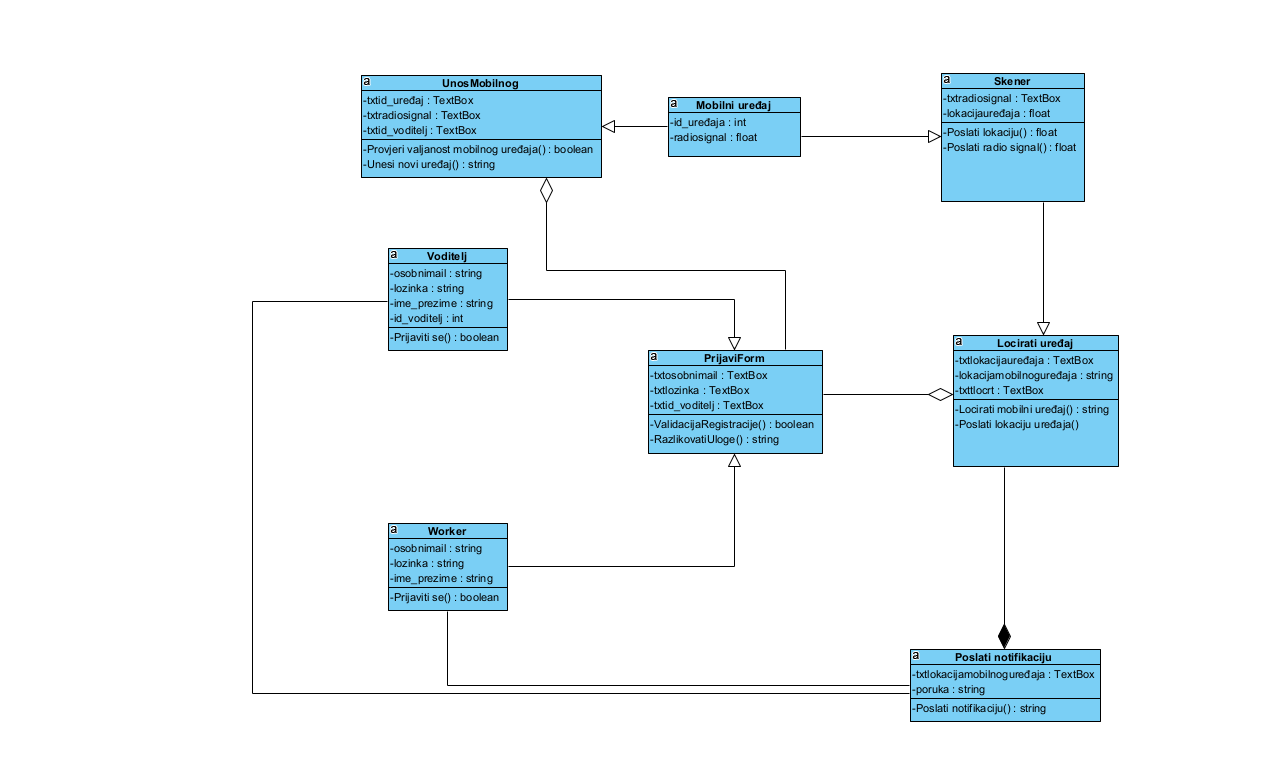 a
UnosMobilnog
-txtid_uređaj : TextBox
-txtradiosignal : TextBox
-txtid_voditelj : TextBox
-Provjeri valjanost mobilnog uređaja() : boolean
-Unesi novi uređaj() : string
a
Mobilni uređaj
-id_uređaja : int
-radiosignal : float
a
Skener
-txtradiosignal : TextBox
-lokacijauređaja : float
-Poslati lokaciju() : float
-Poslati radio signal() : float
a
Voditelj
-osobnimail : string
-lozinka : string
-ime_prezime : string
-id_voditelj : int
-Prijaviti se() : boolean
a
PrijaviForm
-txtosobnimail : TextBox
-txtlozinka : TextBox
-txtid_voditelj : TextBox
-ValidacijaRegistracije() : boolean
-RazlikovatiUloge() : string
a
Locirati uređaj
-txtlokacijauređaja : TextBox
-lokacijamobilnoguređaja : string
-txttlocrt : TextBox
-Locirati mobilni uređaj() : string
-Poslati lokaciju uređaja()
a
Worker
-osobnimail : string
-lozinka : string
-ime_prezime : string
-Prijaviti se() : boolean
a
Poslati notifikaciju
-txtlokacijamobilnoguređaja : TextBox
-poruka : string
-Poslati notifikaciju() : string